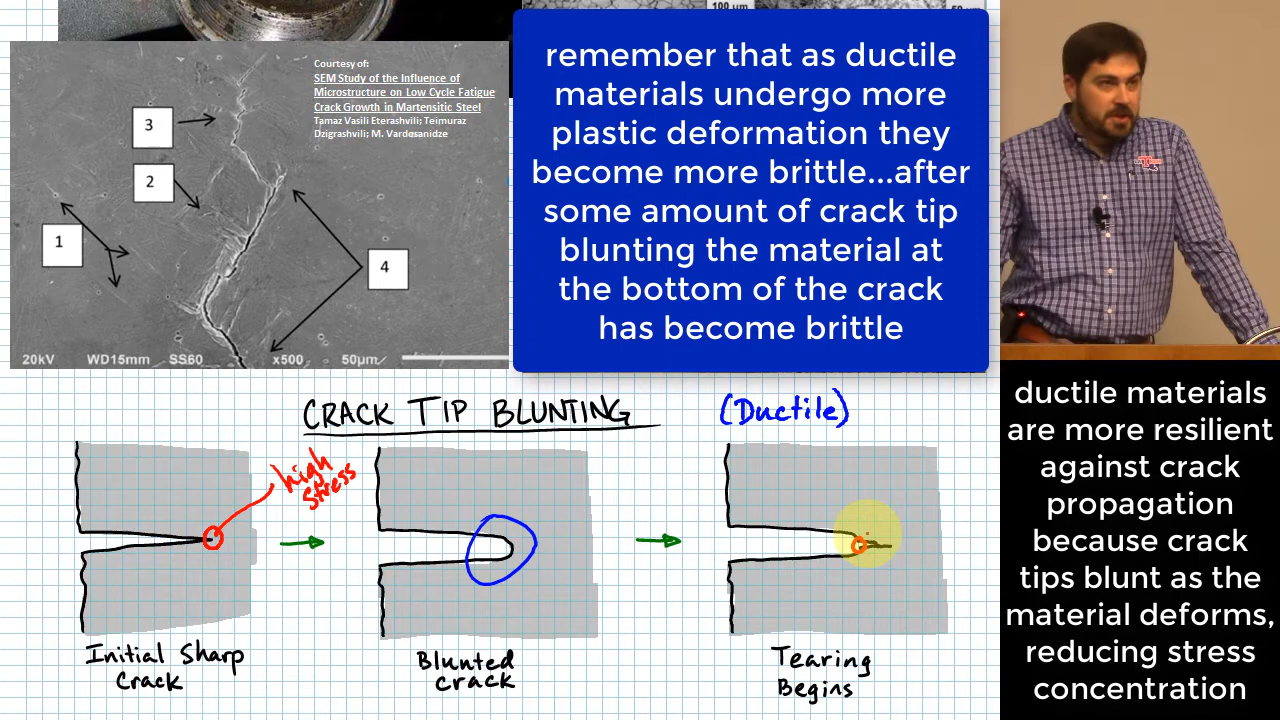 100 µm
50 µm
Courtesy of:
SEM Study of the Influence of
Microstructure on Low Cycle Fatigue
Crack Growth in Martensitic Steel
Tamaz Vasili Eterashvili; Teimuraz
Dzigrashvili; M. Vardosanidze
3
2
1
4
20kV WD15mm SS60 x500 50µm
remember that as ductile
materials undergo more
plastic deformation they
become more brittle...after
some amount of crack tip
blunting the material at
the bottom of the crack
has become brittle
CRACK TIP BLUNTING (Ductile)
high
stress
Initial Sharp
Crack
Blunted
Crack
Tearing
Begins
ductile materials
are more resilient
against crack
propagation
because crack
tips blunt as the
material deforms,
reducing stress
concentration